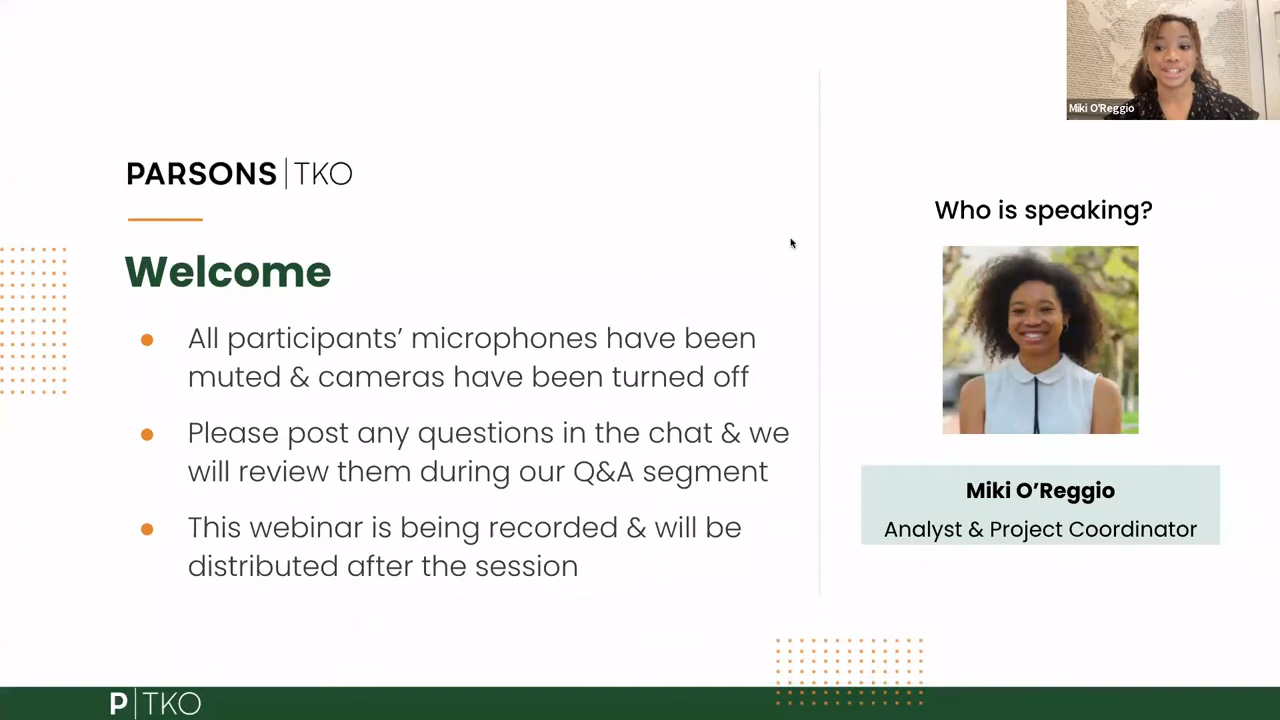 Miki O'Reggio
PARSONS | TKO
Welcome
All participants’ microphones have been
muted & cameras have been turned off
Please post any questions in the chat & we
will review them during our Q&A segment
This webinar is being recorded & will be
distributed after the session
Who is speaking?
Miki O’Reggio
Analyst & Project Coordinator
P | TKO